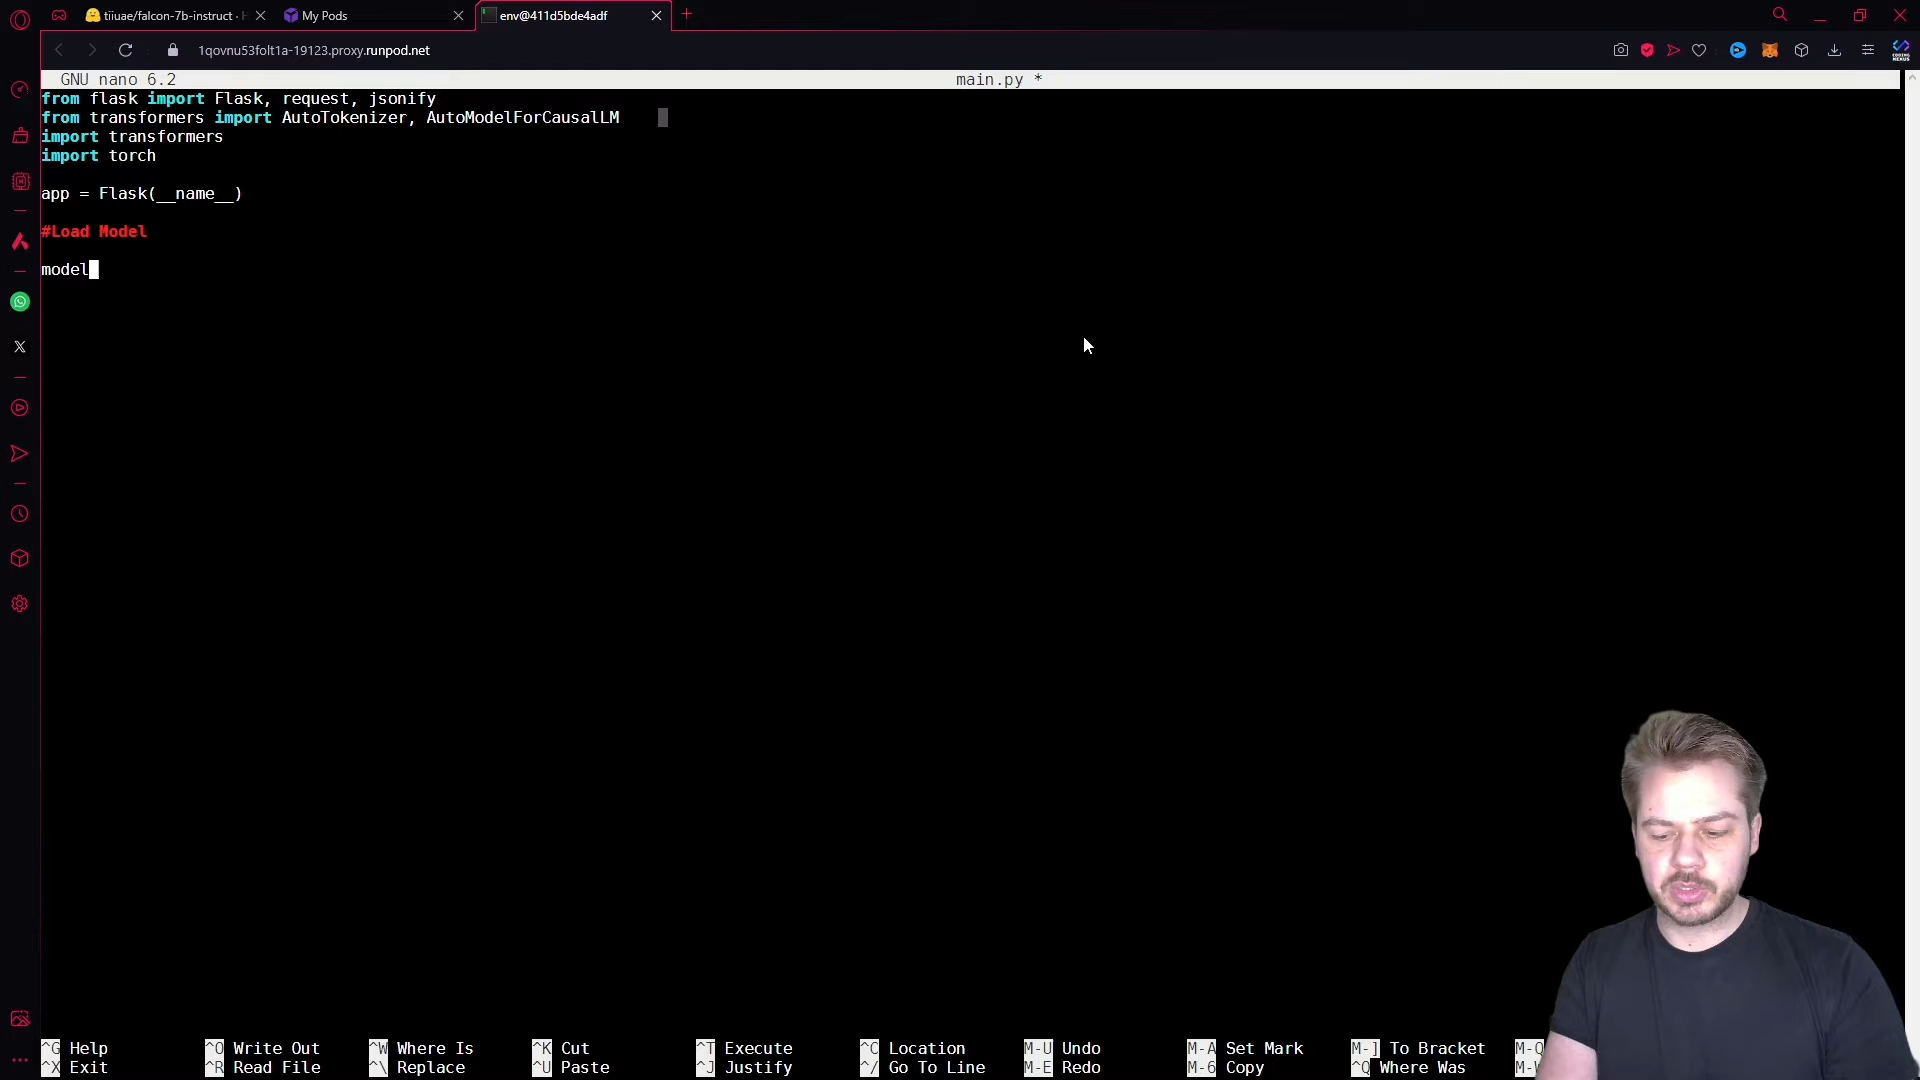 tiiuae/falcon-7b-instruct · H
My Pods
env@411d5bde4adf
1qovnu53folt1a-19123.proxy.runpod.net
GNU nano 6.2
main.py *
from flask import Flask, request, jsonify
from transformers import AutoTokenizer, AutoModelForCausalLM
import transformers
import torch
app = Flask(__name__)
#Load Model
model
^G Help ^O Write Out ^W Where Is ^K Cut ^T Execute ^C Location M-U Undo M-A Set Mark M-] To Bracket M-Q
^X Exit ^R Read File ^\ Replace ^U Paste ^J Justify ^/ Go To Line M-E Redo M-6 Copy ^Q Where Was M-W